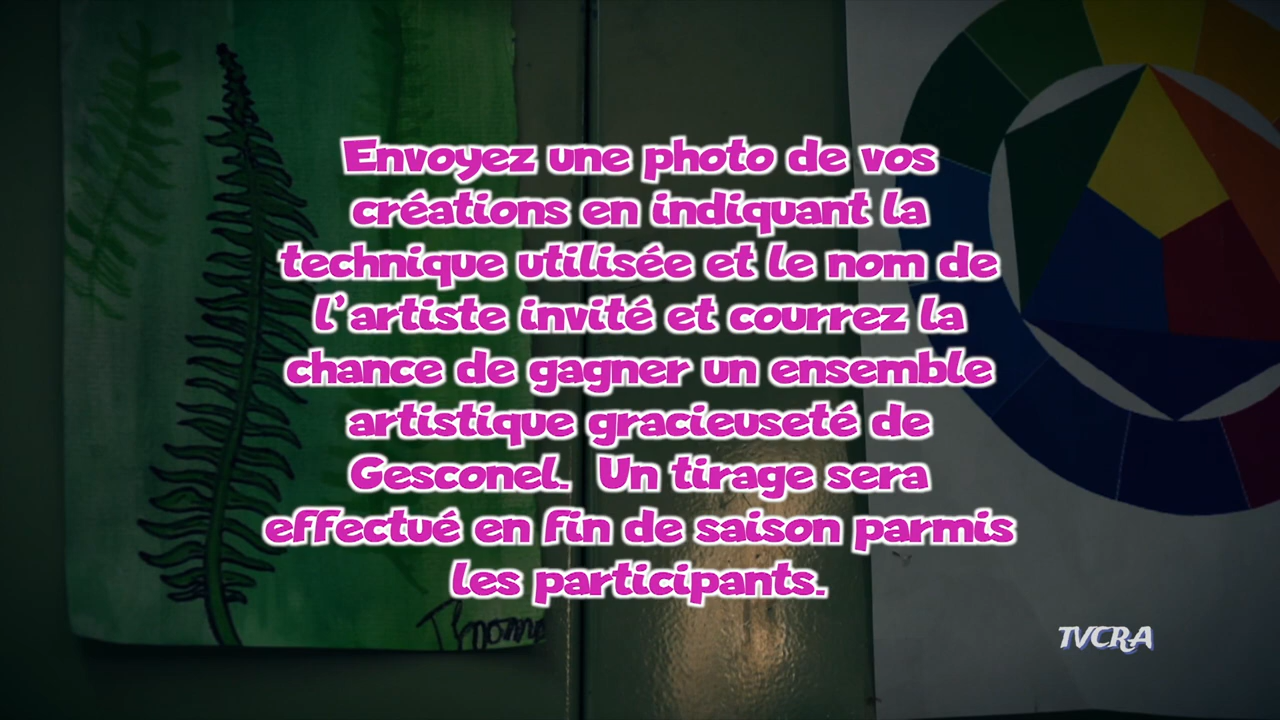 Envoyez une photo de vos
créations en indiquant la
technique utilisée et le nom de
l'artiste invité et courrez la
chance de gagner un ensemble
artistique gracieuseté de
Gesconel. Un tirage sera
effectué en fin de saison parmis
les participants.
TVCRA